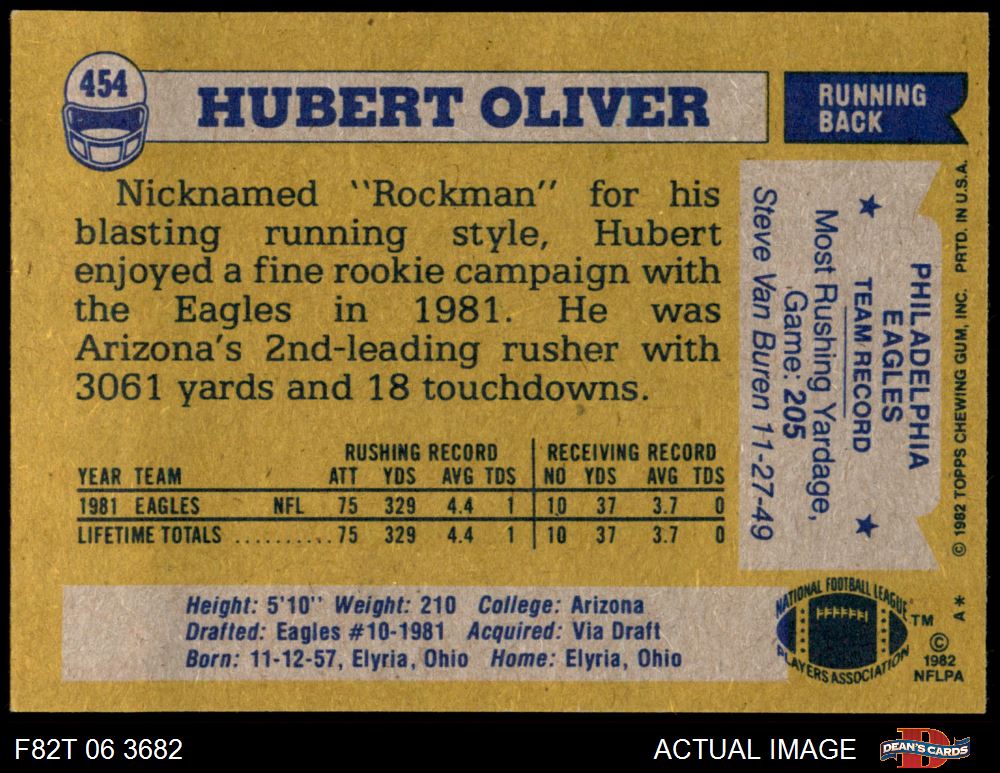 454
HUBERT OLIVER
RUNNING
BACK
Nicknamed "Rockman" for his
blasting running style, Hubert
enjoyed a fine rookie campaign with
the Eagles in 1981. He was
Arizona's 2nd-leading rusher with
3061 yards and 18 touchdowns.
RUSHING RECORD RECEIVING RECORD
YEAR TEAM ATT YDS AVG TDS NO YDS AVG TDS
1981 EAGLES NFL 75 329 4.4 1 10 37 3.7 0
LIFETIME TOTALS .......... 75 329 4.4 1 10 37 3.7 0
Height: 5'10" Weight: 210 College: Arizona
Drafted: Eagles #10-1981 Acquired: Via Draft
Born: 11-12-57, Elyria, Ohio Home: Elyria, Ohio
PHILADELPHIA
EAGLES
★ TEAM RECORD ★
Most Rushing Yardage,
Game: 205
Steve Van Buren 11-27-49
© 1982 TOPPS CHEWING GUM, INC. PRTD. IN U.S.A.
A*
NATIONAL FOOTBALL LEAGUE
PLAYERS ASSOCIATION
TM
©
1982
NFLPA
F82T 06 3682
ACTUAL IMAGE
DEAN'S CARDS